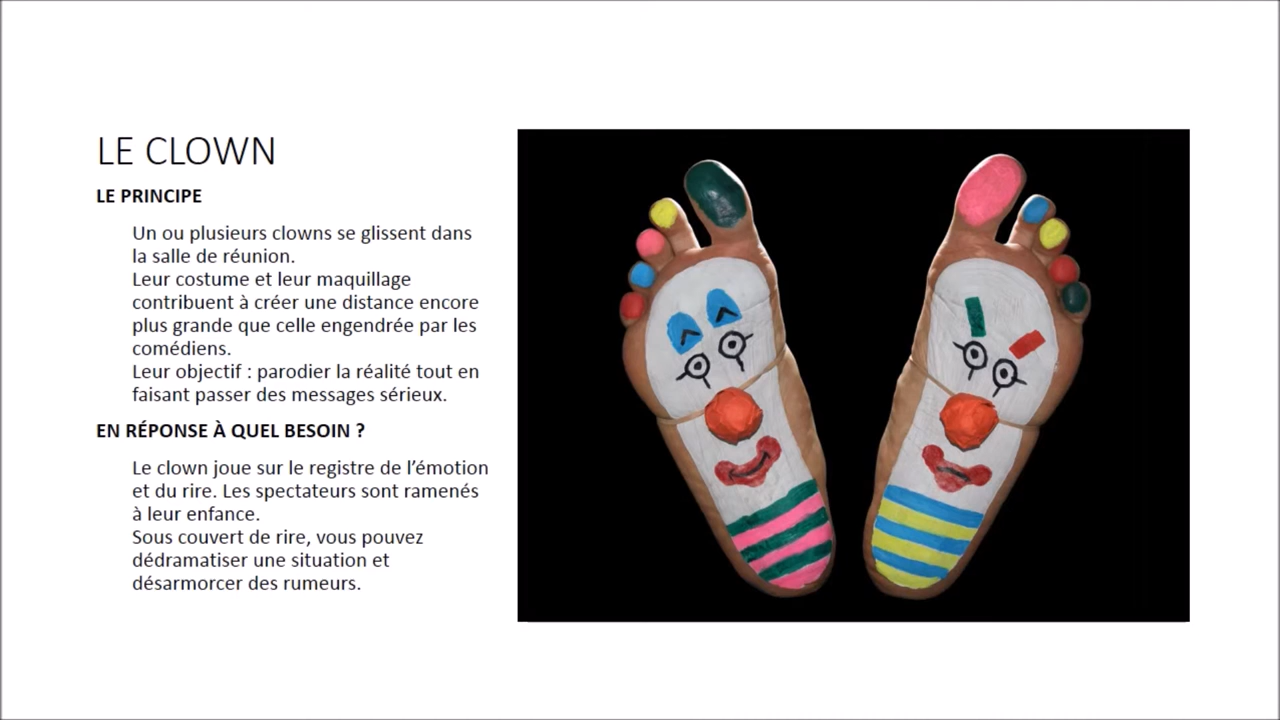 LE CLOWN
LE PRINCIPE
Un ou plusieurs clowns se glissent dans
la salle de réunion.
Leur costume et leur maquillage
contribuent à créer une distance encore
plus grande que celle engendrée par les
comédiens.
Leur objectif : parodier la réalité tout en
faisant passer des messages sérieux.
EN RÉPONSE À QUEL BESOIN ?
Le clown joue sur le registre de l’émotion
et du rire. Les spectateurs sont ramenés
à leur enfance.
Sous couvert de rire, vous pouvez
dédramatiser une situation et
désarmorcer des rumeurs.